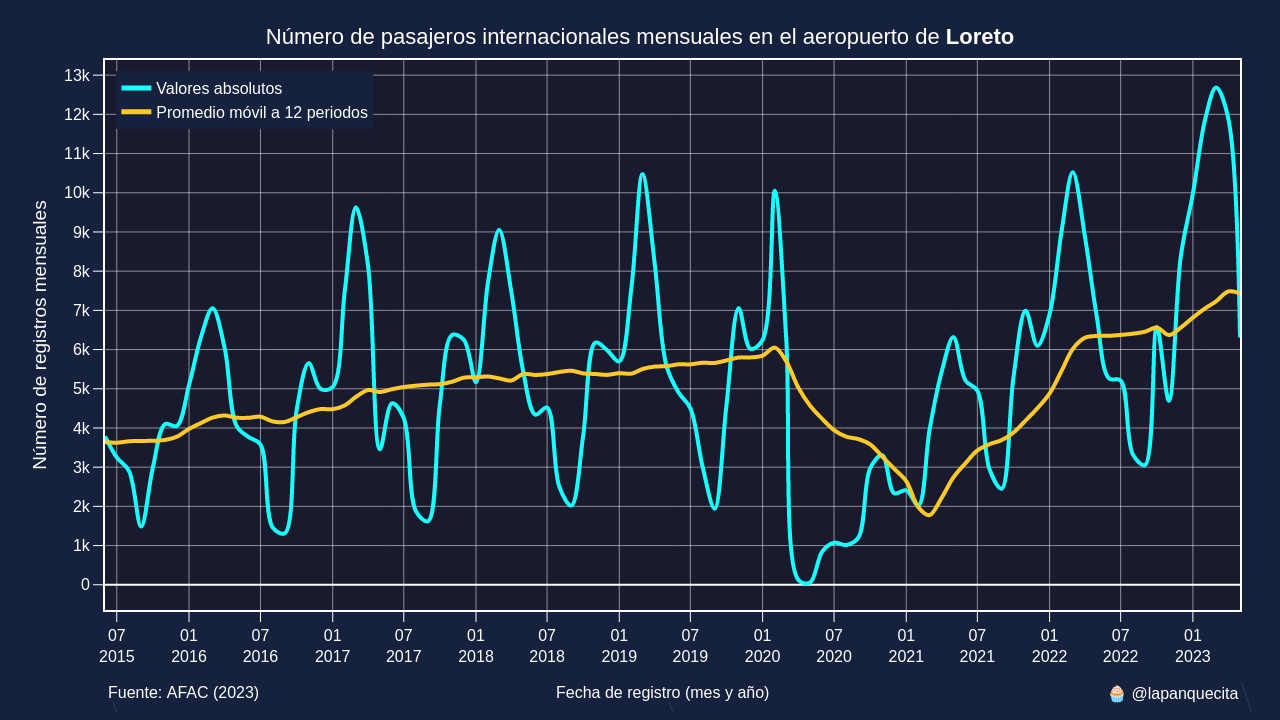 Número de pasajeros internacionales mensuales en el aeropuerto de Loreto
Valores absolutos
Promedio móvil a 12 periodos
Número de registros mensuales
13k
12k
11k
10k
9k
8k
7k
6k
5k
4k
3k
2k
1k
0
07 01 07 01 07 01 07 01 07 01 07 01 07 01 07 01
2015 2016 2016 2017 2017 2018 2018 2019 2019 2020 2020 2021 2021 2022 2022 2023
Fuente: AFAC (2023) Fecha de registro (mes y año) 🧁 @lapanquecita